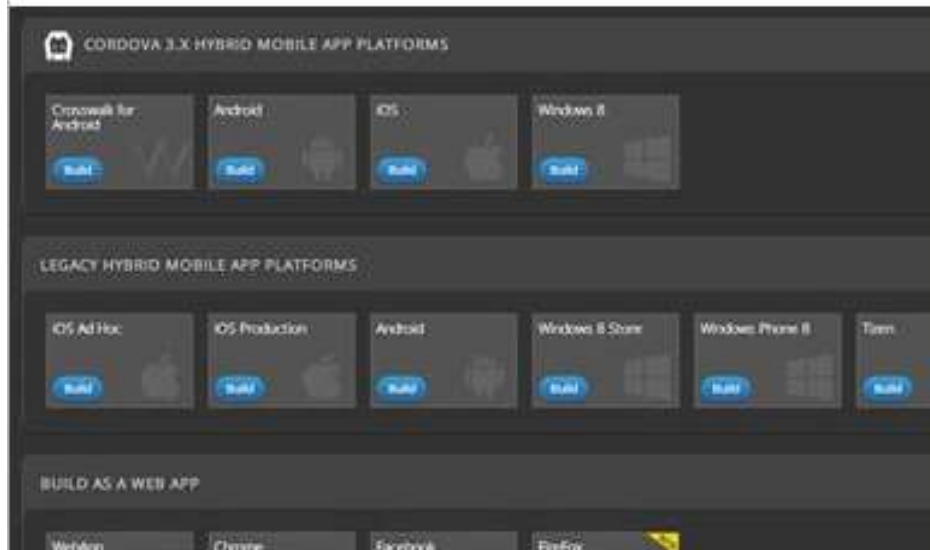 CORDOVA 3.X HYBRID MOBILE APP PLATFORMS
Crosswalk for
Android
Android
iOS
Windows 8
Build
Build
Build
Build
LEGACY HYBRID MOBILE APP PLATFORMS
iOS Ad Hoc
iOS Production
Android
Windows 8 Store
Windows Phone 8
Tizen
Build
Build
Build
Build
Build
Build
BUILD AS A WEB APP
WebApp
Chrome
Facebook
FireFox